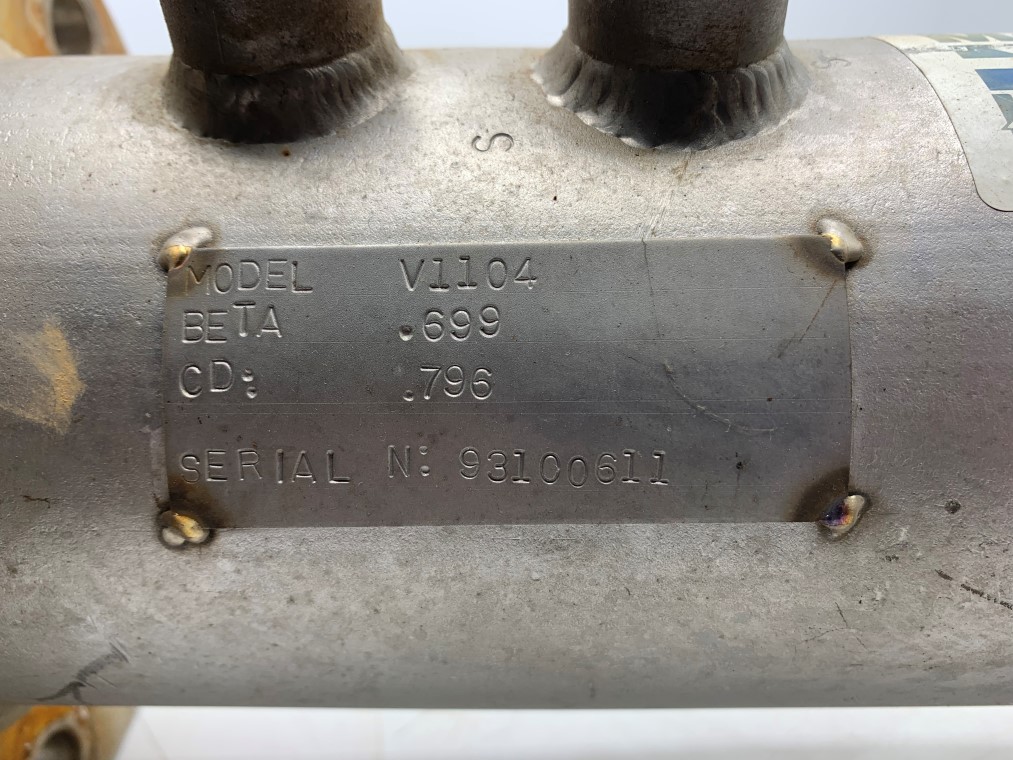 S
MODEL V1104
BETA .699
CD: .796
SERIAL N: 93100611